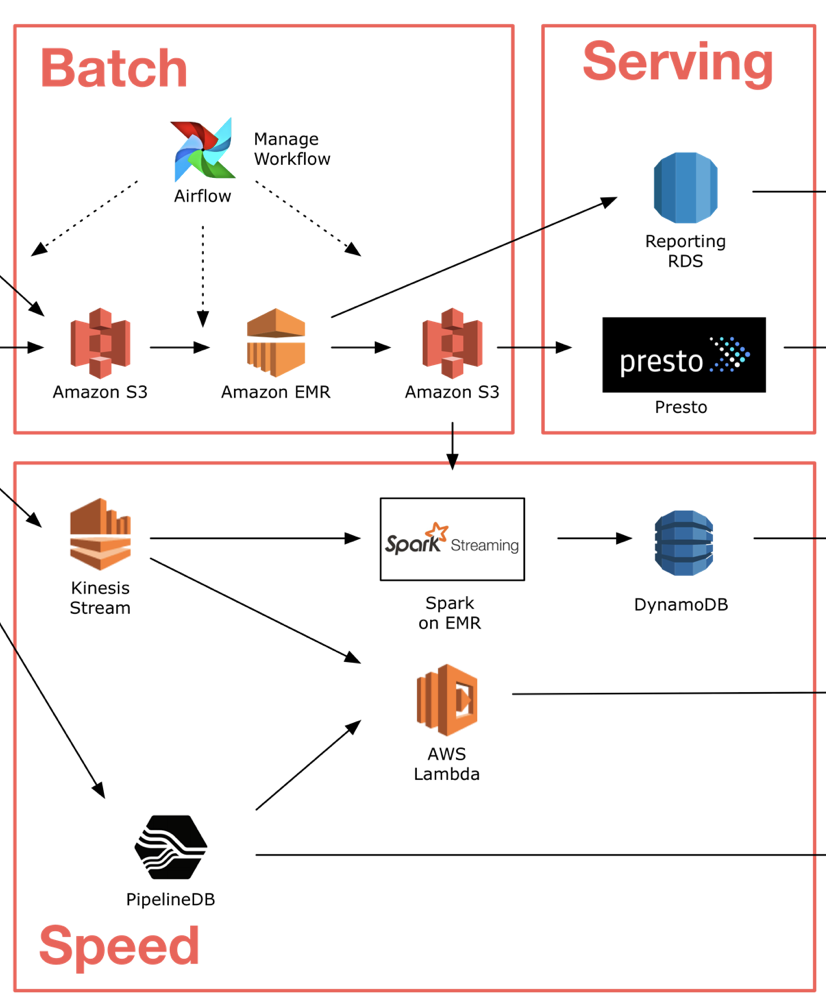 Batch
Serving
Manage
Workflow
Airflow
Reporting
RDS
presto
Amazon S3
Amazon EMR
Amazon S3
Presto
Spark Streaming
Kinesis
Stream
Spark
on EMR
DynamoDB
AWS
Lambda
PipelineDB
Speed